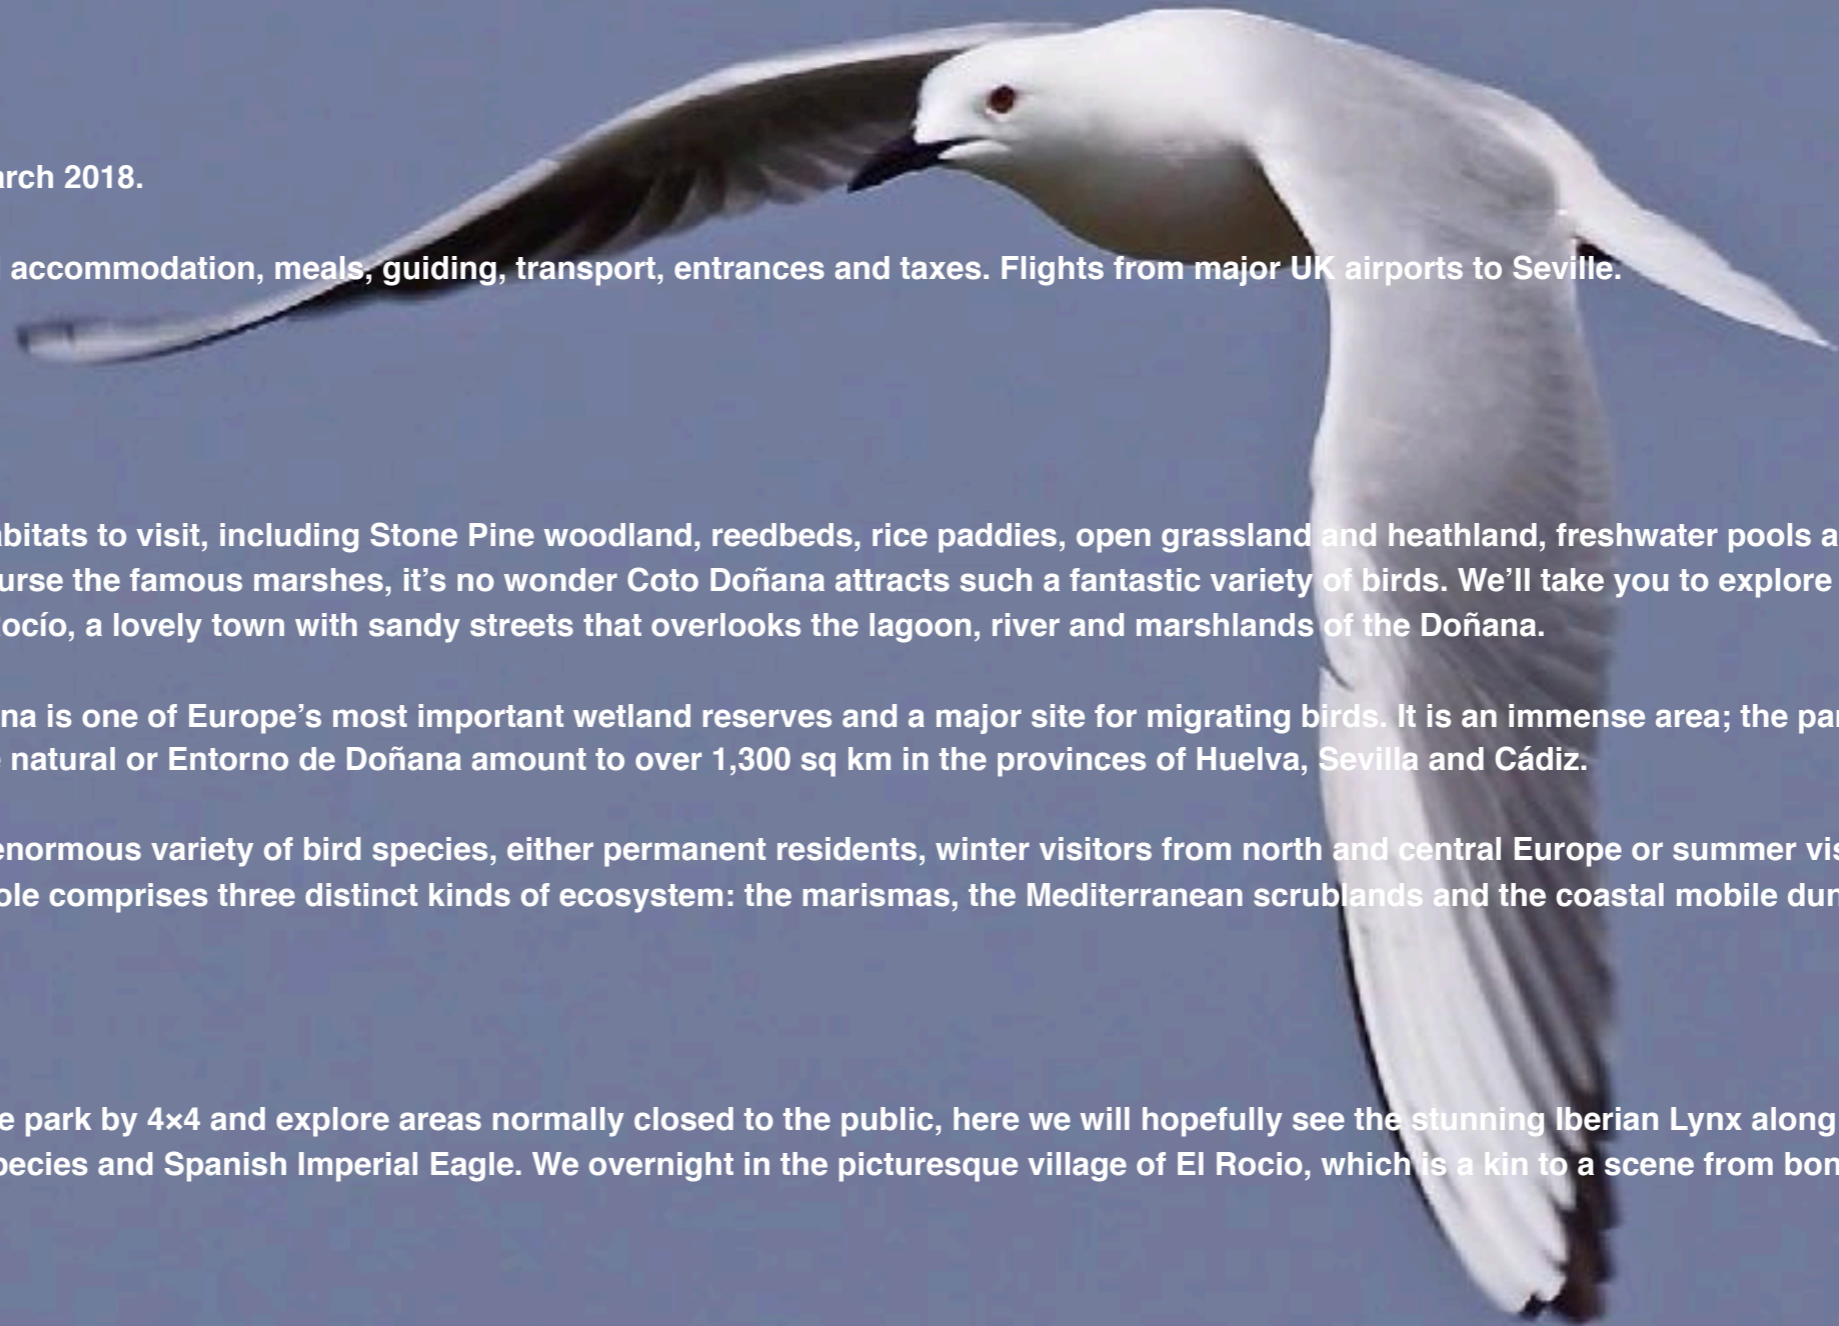 arch 2018.
accommodation, meals, guiding, transport, entrances and taxes. Flights from major UK airports to Seville.
abitats to visit, including Stone Pine woodland, reedbeds, rice paddies, open grassland and heathland, freshwater pools a
urse the famous marshes, it’s no wonder Coto Doñana attracts such a fantastic variety of birds. We’ll take you to explore
ocío, a lovely town with sandy streets that overlooks the lagoon, river and marshlands of the Doñana.
na is one of Europe’s most important wetland reserves and a major site for migrating birds. It is an immense area; the par
natural or Entorno de Doñana amount to over 1,300 sq km in the provinces of Huelva, Sevilla and Cádiz.
enormous variety of bird species, either permanent residents, winter visitors from north and central Europe or summer vis
ole comprises three distinct kinds of ecosystem: the marismas, the Mediterranean scrublands and the coastal mobile dun
e park by 4×4 and explore areas normally closed to the public, here we will hopefully see the stunning Iberian Lynx along
pecies and Spanish Imperial Eagle. We overnight in the picturesque village of El Rocio, which is a kin to a scene from bon